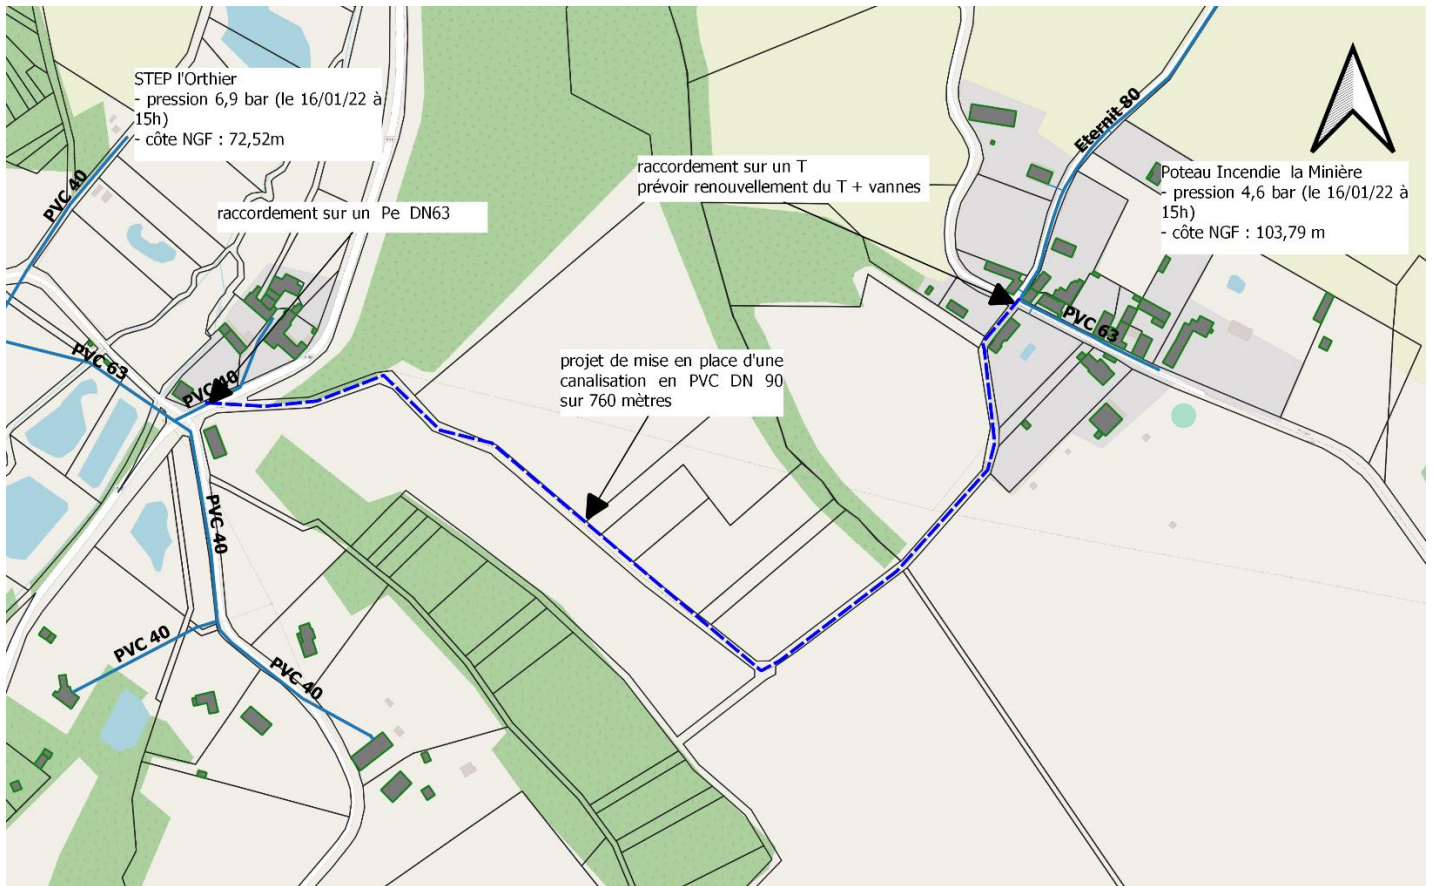 STEP l'Orthier
- pression 6,9 bar (le 16/01/22 à
15h)
- côte NGF : 72,52m
PVC 40
raccordement sur un Pe DN63
raccordement sur un T
prévoir renouvellement du T + vannes
Eternit 80
Poteau Incendie la Minière
- pression 4,6 bar (le 16/01/22 à
15h)
- côte NGF : 103,79 m
PVC 63
PVC 63
PVC 40
projet de mise en place d'une
canalisation en PVC DN 90
sur 760 mètres
PVC 40
PVC 40
PVC 40